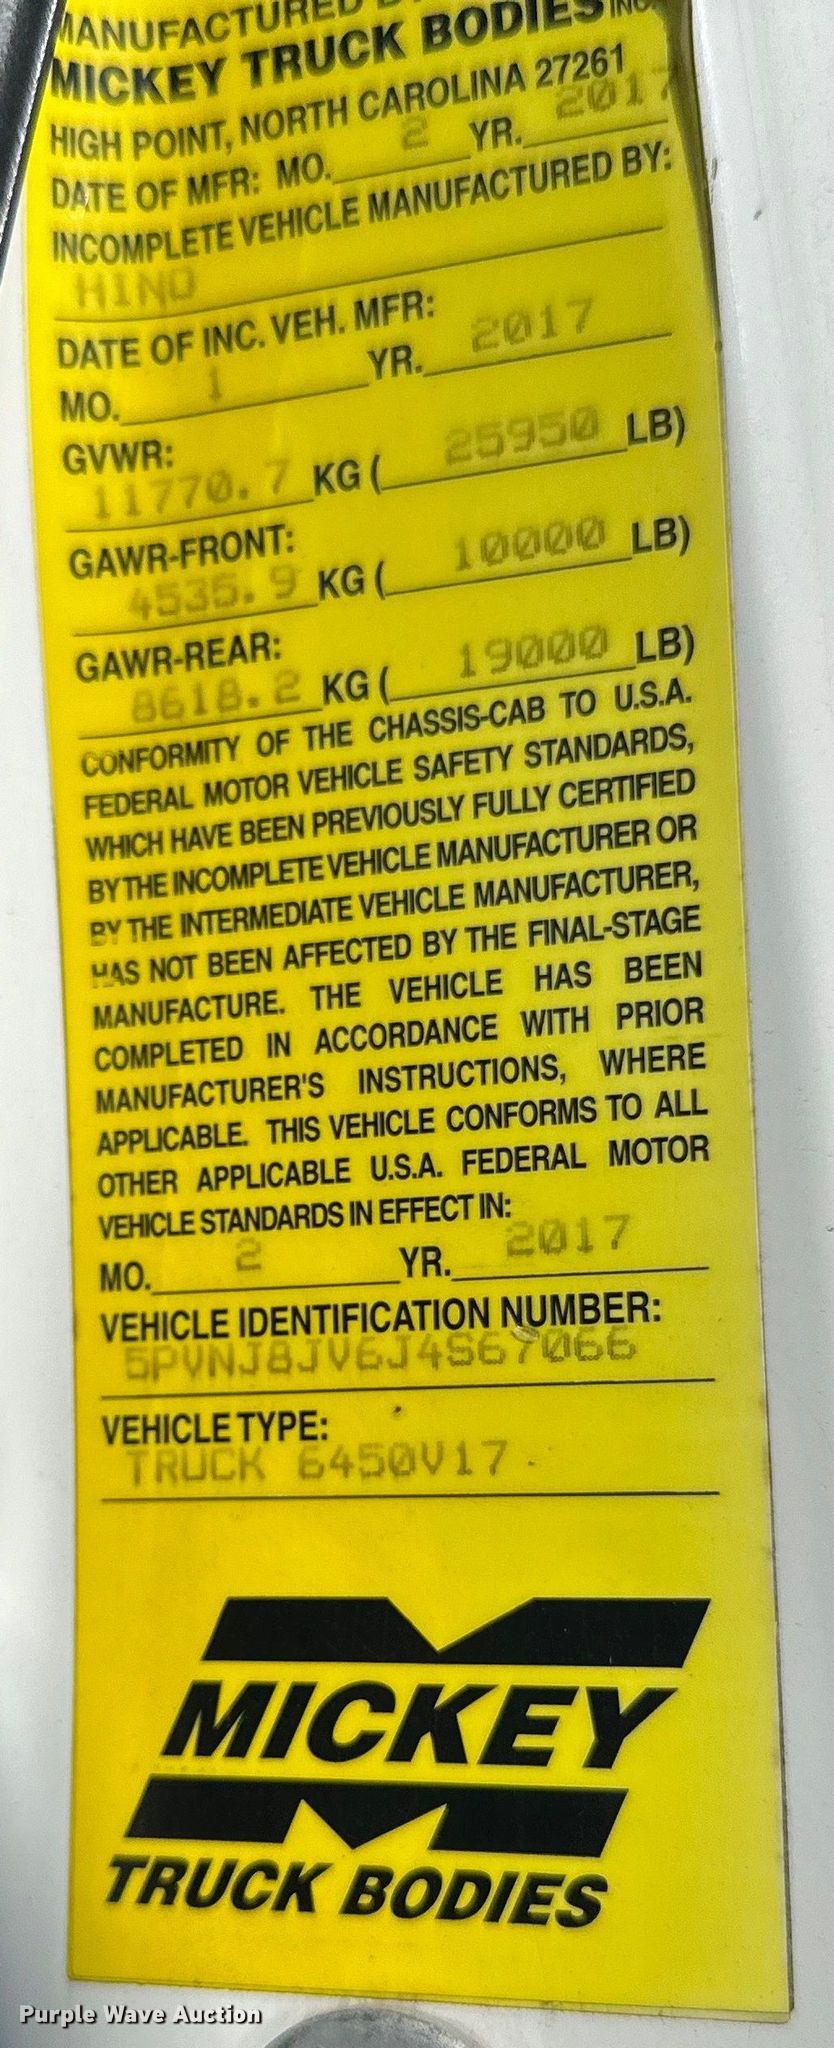 MANUFACTURED B
MICKEY TRUCK BODIES INC.
HIGH POINT, NORTH CAROLINA 27261
DATE OF MFR: MO. 2 YR. 2017
INCOMPLETE VEHICLE MANUFACTURED BY:
HINO
DATE OF INC. VEH. MFR:
MO. 1 YR. 2017
GVWR:
11770.7 KG ( 25950 LB)
GAWR-FRONT:
4535.9 KG ( 10000 LB)
GAWR-REAR:
8618.2 KG ( 19000 LB)
CONFORMITY OF THE CHASSIS-CAB TO U.S.A.
FEDERAL MOTOR VEHICLE SAFETY STANDARDS,
WHICH HAVE BEEN PREVIOUSLY FULLY CERTIFIED
BY THE INCOMPLETE VEHICLE MANUFACTURER OR
BY THE INTERMEDIATE VEHICLE MANUFACTURER,
HAS NOT BEEN AFFECTED BY THE FINAL-STAGE
MANUFACTURE. THE VEHICLE HAS BEEN
COMPLETED IN ACCORDANCE WITH PRIOR
MANUFACTURER'S INSTRUCTIONS, WHERE
APPLICABLE. THIS VEHICLE CONFORMS TO ALL
OTHER APPLICABLE U.S.A. FEDERAL MOTOR
VEHICLE STANDARDS IN EFFECT IN:
MO. 2 YR. 2017
VEHICLE IDENTIFICATION NUMBER:
5PVNJ8JV6J4S67066
VEHICLE TYPE:
TRUCK 6450V17
MICKEY
TRUCK BODIES
Purple Wave Auction